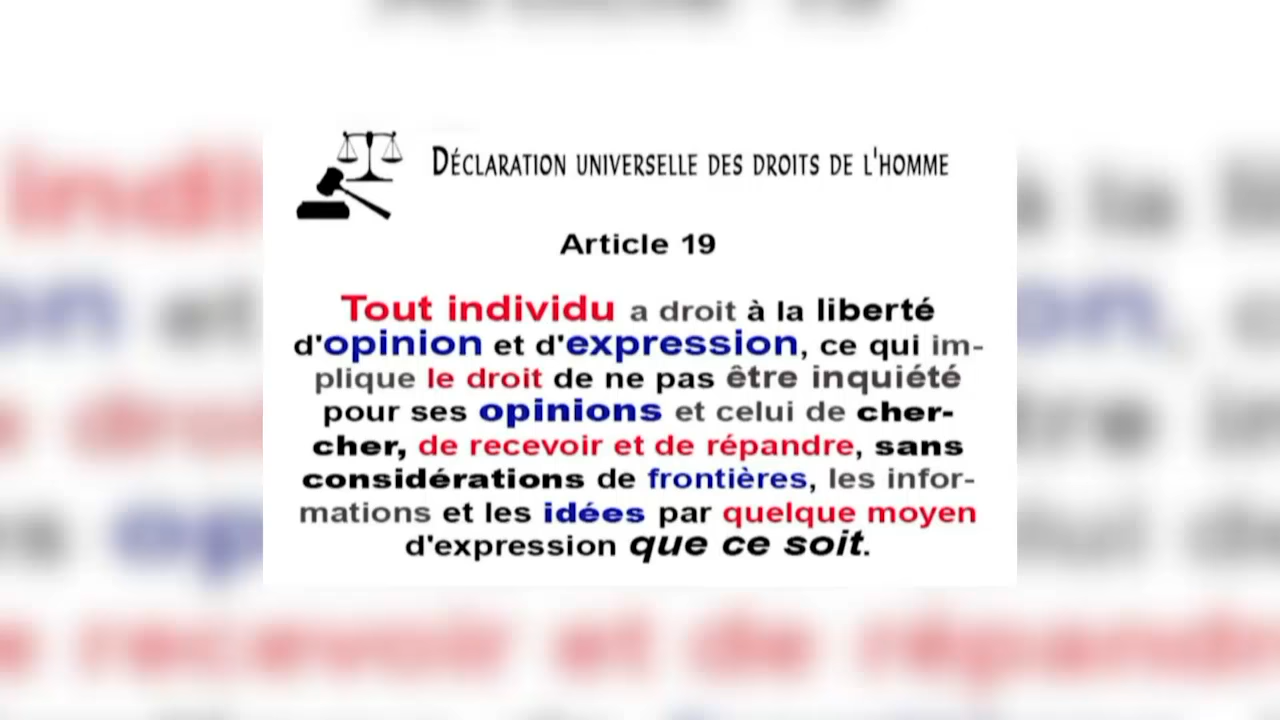 DÉCLARATION UNIVERSELLE DES DROITS DE L'HOMME
Article 19
Tout individu a droit à la liberté
d'opinion et d'expression, ce qui im-
plique le droit de ne pas être inquiété
pour ses opinions et celui de cher-
cher, de recevoir et de répandre, sans
considérations de frontières, les infor-
mations et les idées par quelque moyen
d'expression que ce soit.